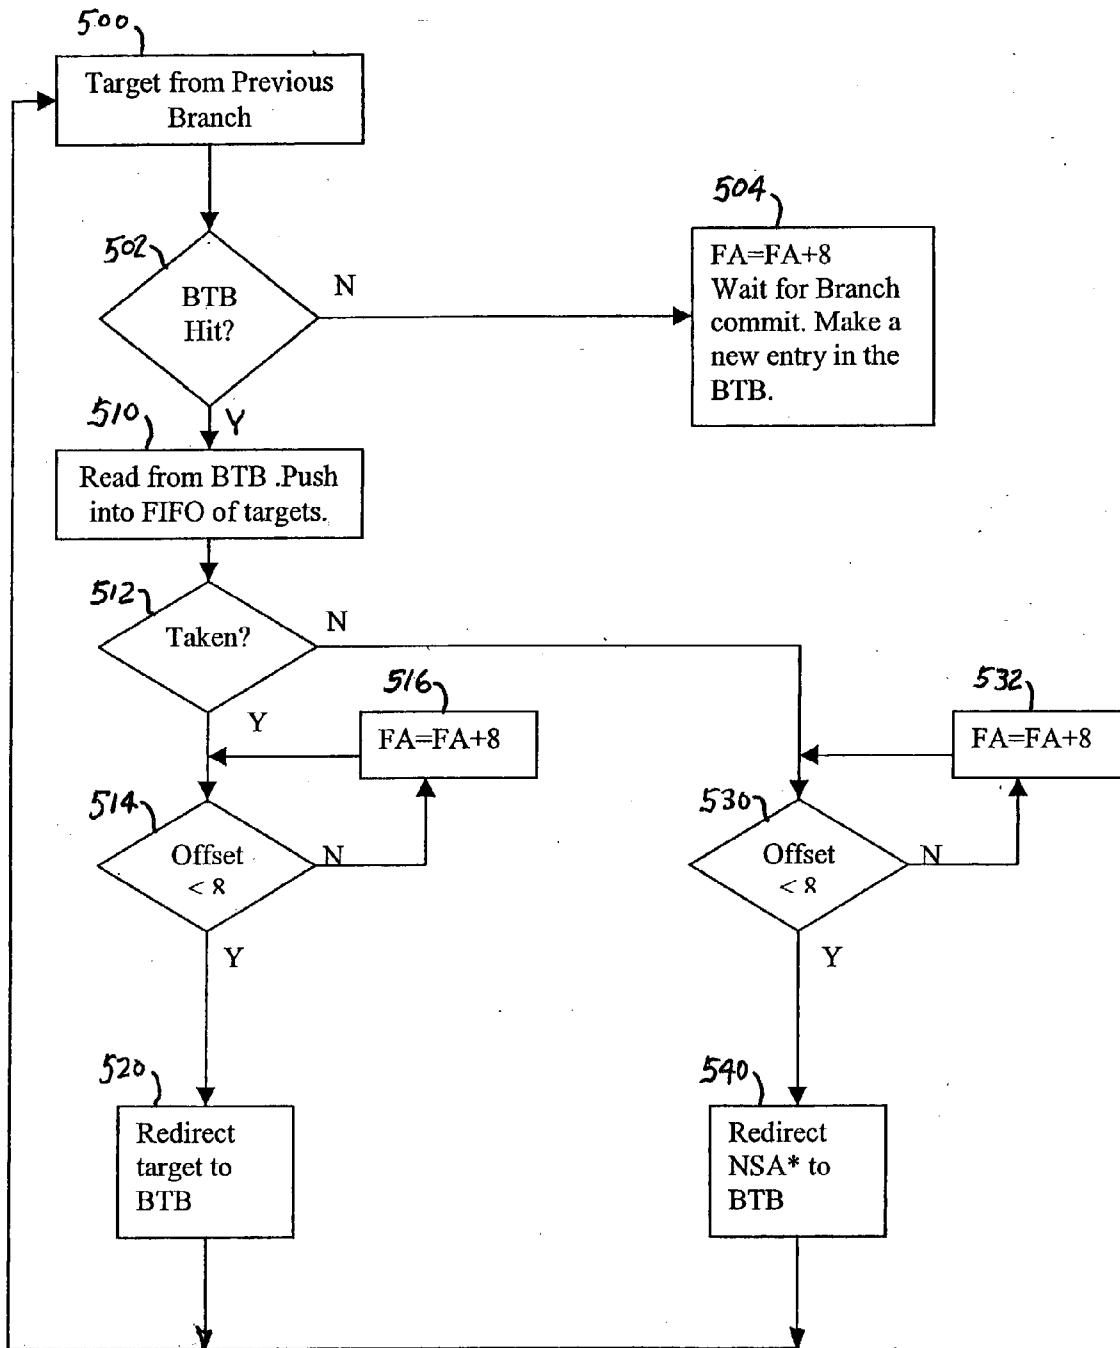 500
Target from Previous
Branch
502
BTB
Hit?
N
504
FA=FA+8
Wait for Branch
commit. Make a
new entry in the
BTB.
Y
510
Read from BTB .Push
into FIFO of targets.
512
Taken?
N
Y
516
FA=FA+8
532
FA=FA+8
514
Offset
< 8
N
530
Offset
< 8
N
Y
Y
520
Redirect
target to
BTB
540
Redirect
NSA* to
BTB